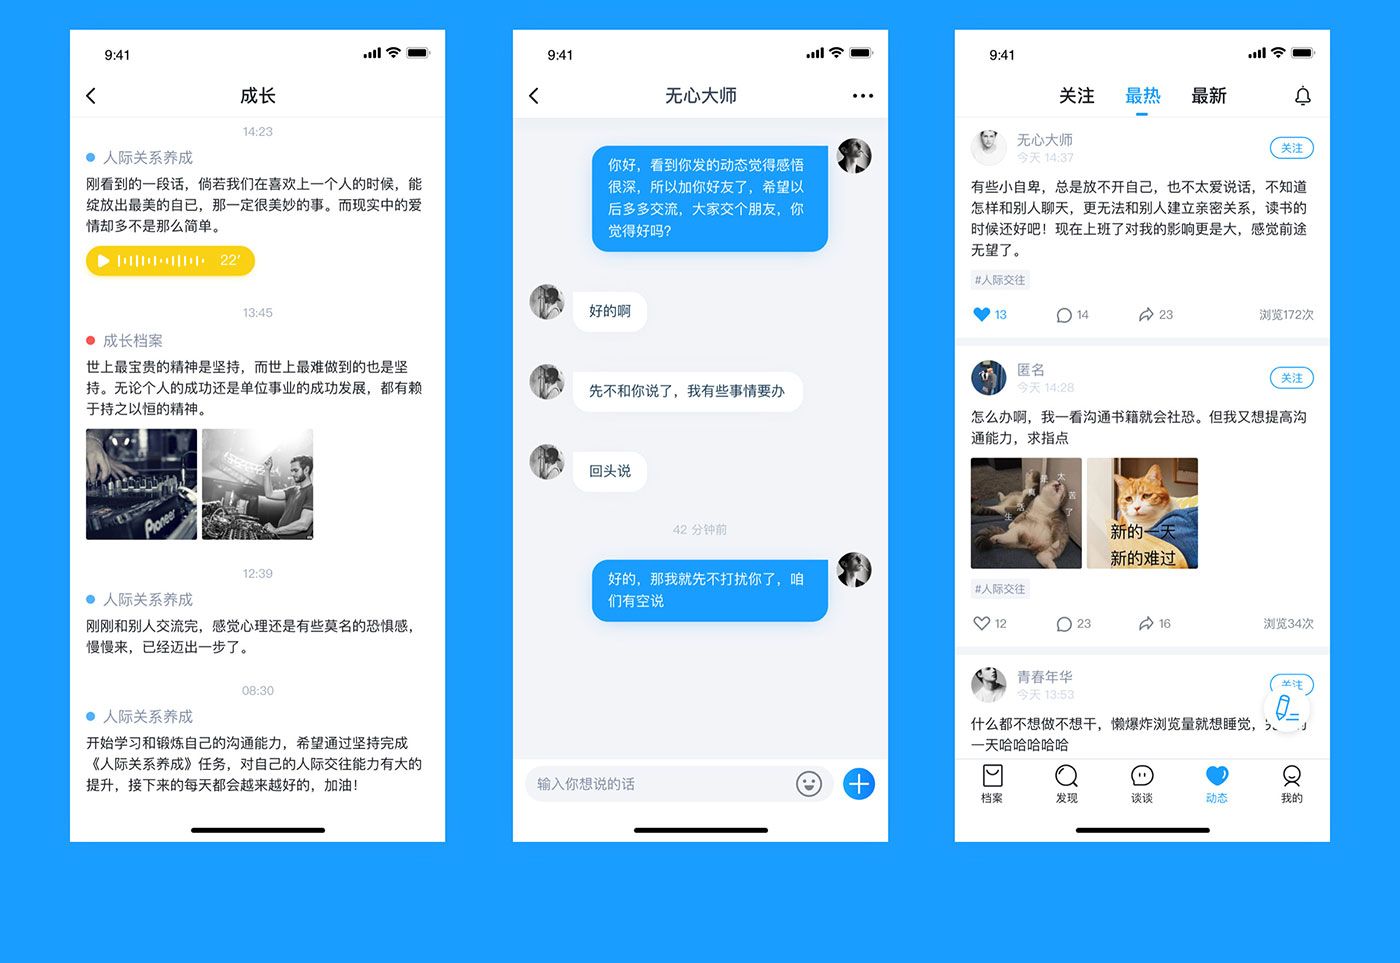 9:41
成长
14:23
人际关系养成
刚看到的一段话，倘若我们在喜欢上一个人的时候，能
绽放出最美的自已，那一定很美妙的事。而现实中的爱
情却多不是那么简单。
22'
13:45
成长档案
世上最宝贵的精神是坚持，而世上最难做到的也是坚
持。无论个人的成功还是单位事业的成功发展，都有赖
于持之以恒的精神。
Pioneer
12:39
人际关系养成
刚刚和别人交流完，感觉心理还是有些莫名的恐惧感，
慢慢来，已经迈出一步了。
08:30
人际关系养成
开始学习和锻炼自己的沟通能力，希望通过坚持完成
《人际关系养成》任务，对自己的人际交往能力有大的
提升，接下来的每天都会越来越好的，加油！
9:41
无心大师
你好，看到你发的动态觉得感悟
很深，所以加你好友了，希望以
后多多交流，大家交个朋友，你
觉得好吗？
好的啊
先不和你说了，我有些事情要办
回头说
42 分钟前
好的，那我就先不打扰你了，咱
们有空说
输入你想说的话
9:41
关注 最热 最新
无心大师
今天 14:37
关注
有些小自卑，总是放不开自己，也不太爱说话，不知道
怎样和别人聊天，更无法和别人建立亲密关系，读书的
时候还好吧！现在上班了对我的影响更是大，感觉前途
无望了。
#人际交往
13 14 23 浏览172次
匿名
今天 14:28
关注
怎么办啊，我一看沟通书籍就会社恐。但我又想提高沟
通能力，求指点
生活真是太苦了
新的一天
新的难过
#人际交往
12 23 16 浏览34次
青春年华
今天 13:53
关注
什么都不想做不想干，懒爆炸浏览量就想睡觉，
一天哈哈哈哈哈
档案 发现 谈谈 动态 我的